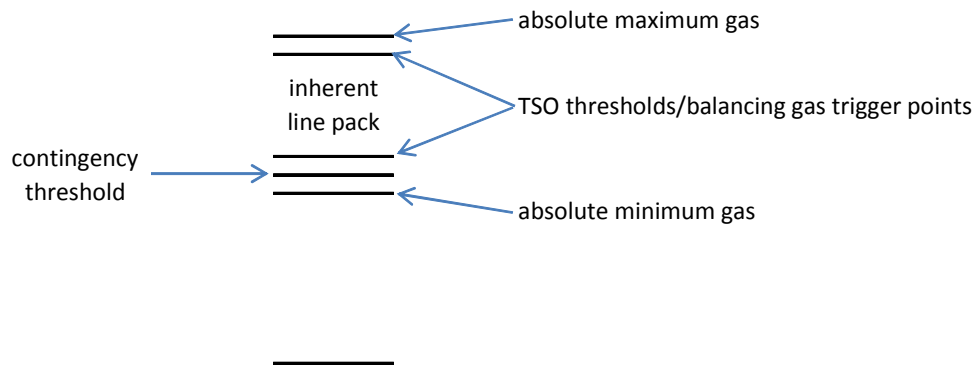 absolute maximum gas
inherent
line pack
TSO thresholds/balancing gas trigger points
contingency
threshold
absolute minimum gas